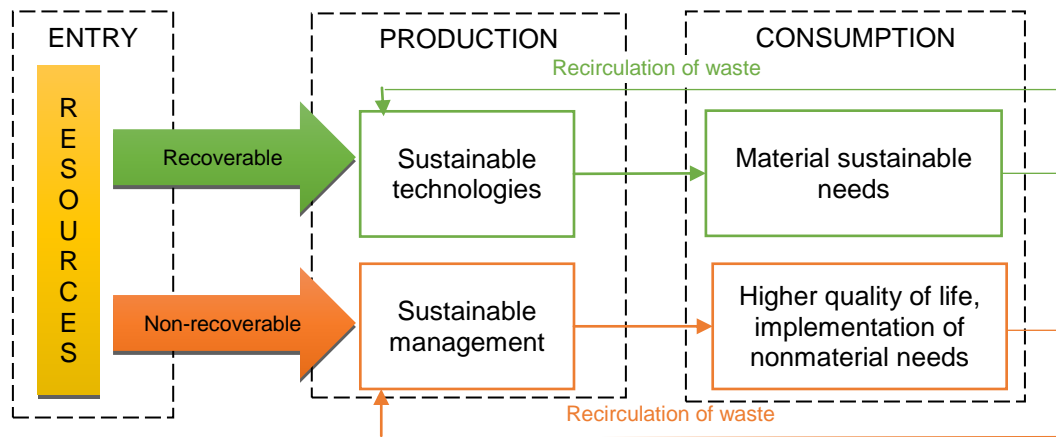 ENTRY
PRODUCTION
CONSUMPTION
Recirculation of waste
RESOURCES
Recoverable
Sustainable
technologies
Material sustainable
needs
Non-recoverable
Sustainable
management
Higher quality of life,
implementation of
nonmaterial needs
Recirculation of waste